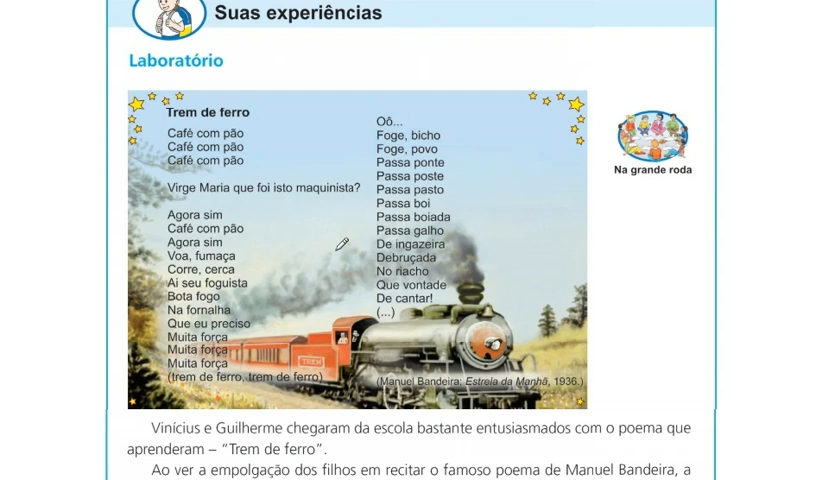 Suas experiências
Laboratório
Trem de ferro
Café com pão
Café com pão
Café com pão
Virge Maria que foi isto maquinista?
Agora sim
Café com pão
Agora sim
Voa, fumaça
Corre, cerca
Ai seu foguista
Bota fogo
Na fornalha
Que eu preciso
Muita força
Muita força
Muita força
(trem de ferro, trem de ferro)
Oô...
Foge, bicho
Foge, povo
Passa ponte
Passa poste
Passa pasto
Passa boi
Passa boiada
Passa galho
De ingazeira
Debruçada
No riacho
Que vontade
De cantar!
(...)
(Manuel Bandeira: Estrela da Manhã, 1936.)
TREM
Na grande roda
Vinícius e Guilherme chegaram da escola bastante entusiasmados com o poema que
aprenderam – “Trem de ferro”.
Ao ver a empolgação dos filhos em recitar o famoso poema de Manuel Bandeira, a